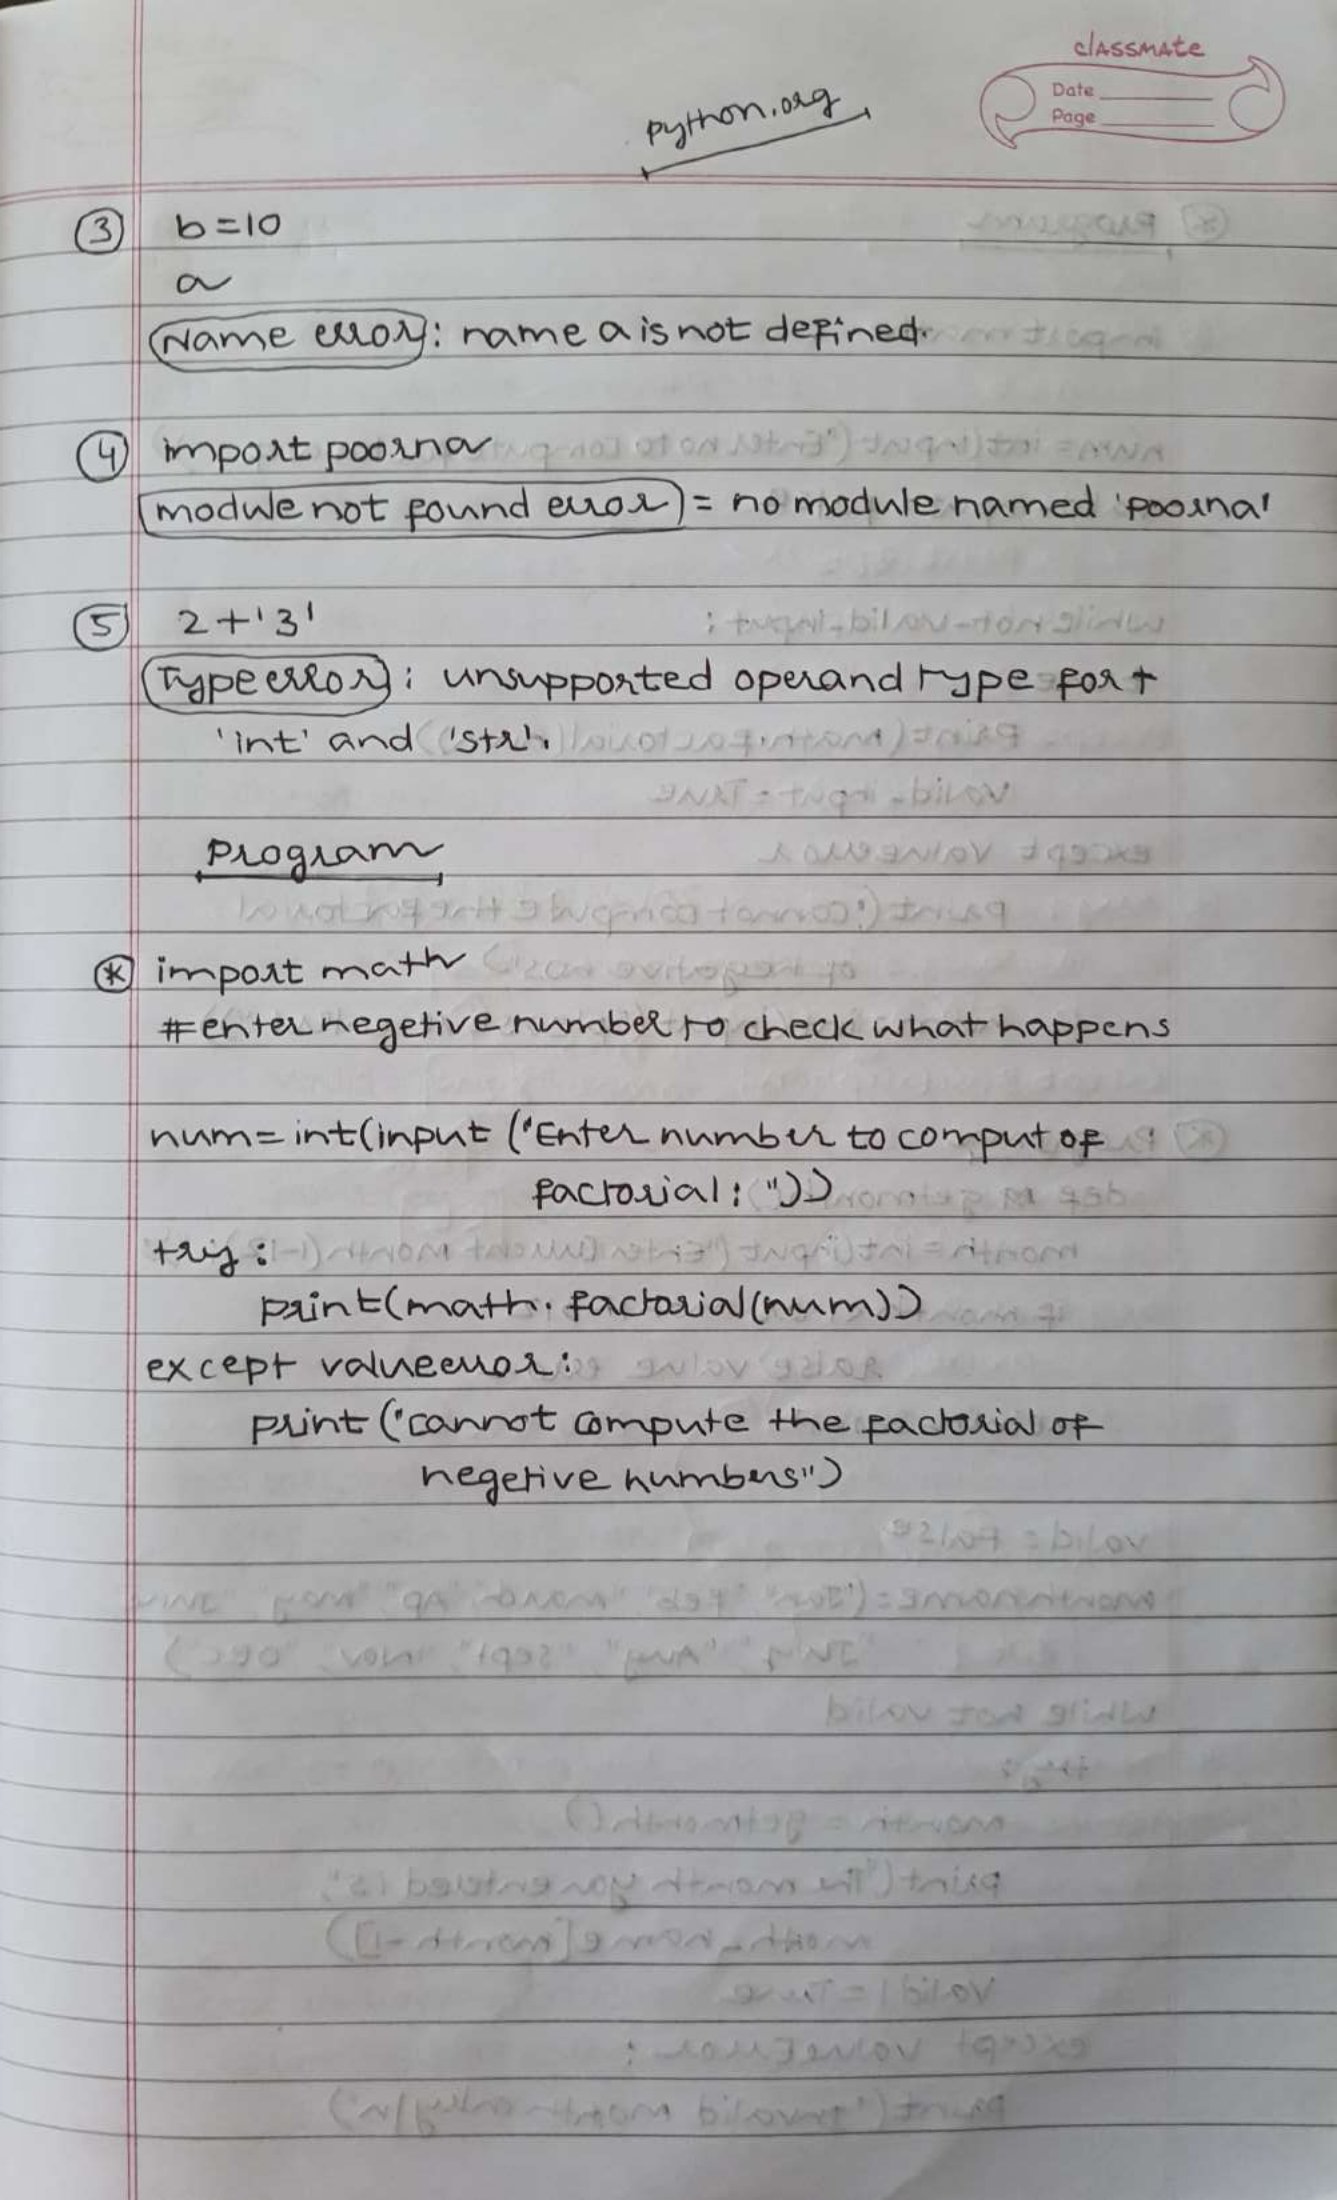 classmate
Date
Page
python.org
3 b=10
a
Name error: name a is not defined.
4 import poorna
module not found error = no module named 'poorna'
5 2+'3'
Type error: unsupported operand type for +
'int' and 'str'.
Program
* import math
#enter negetive number to check what happens
num=int(input ("Enter number to comput of
factorial: "))
try:
print(math.factorial(num))
except valueerror:
print ("cannot compute the factorial of
negetive numbers")